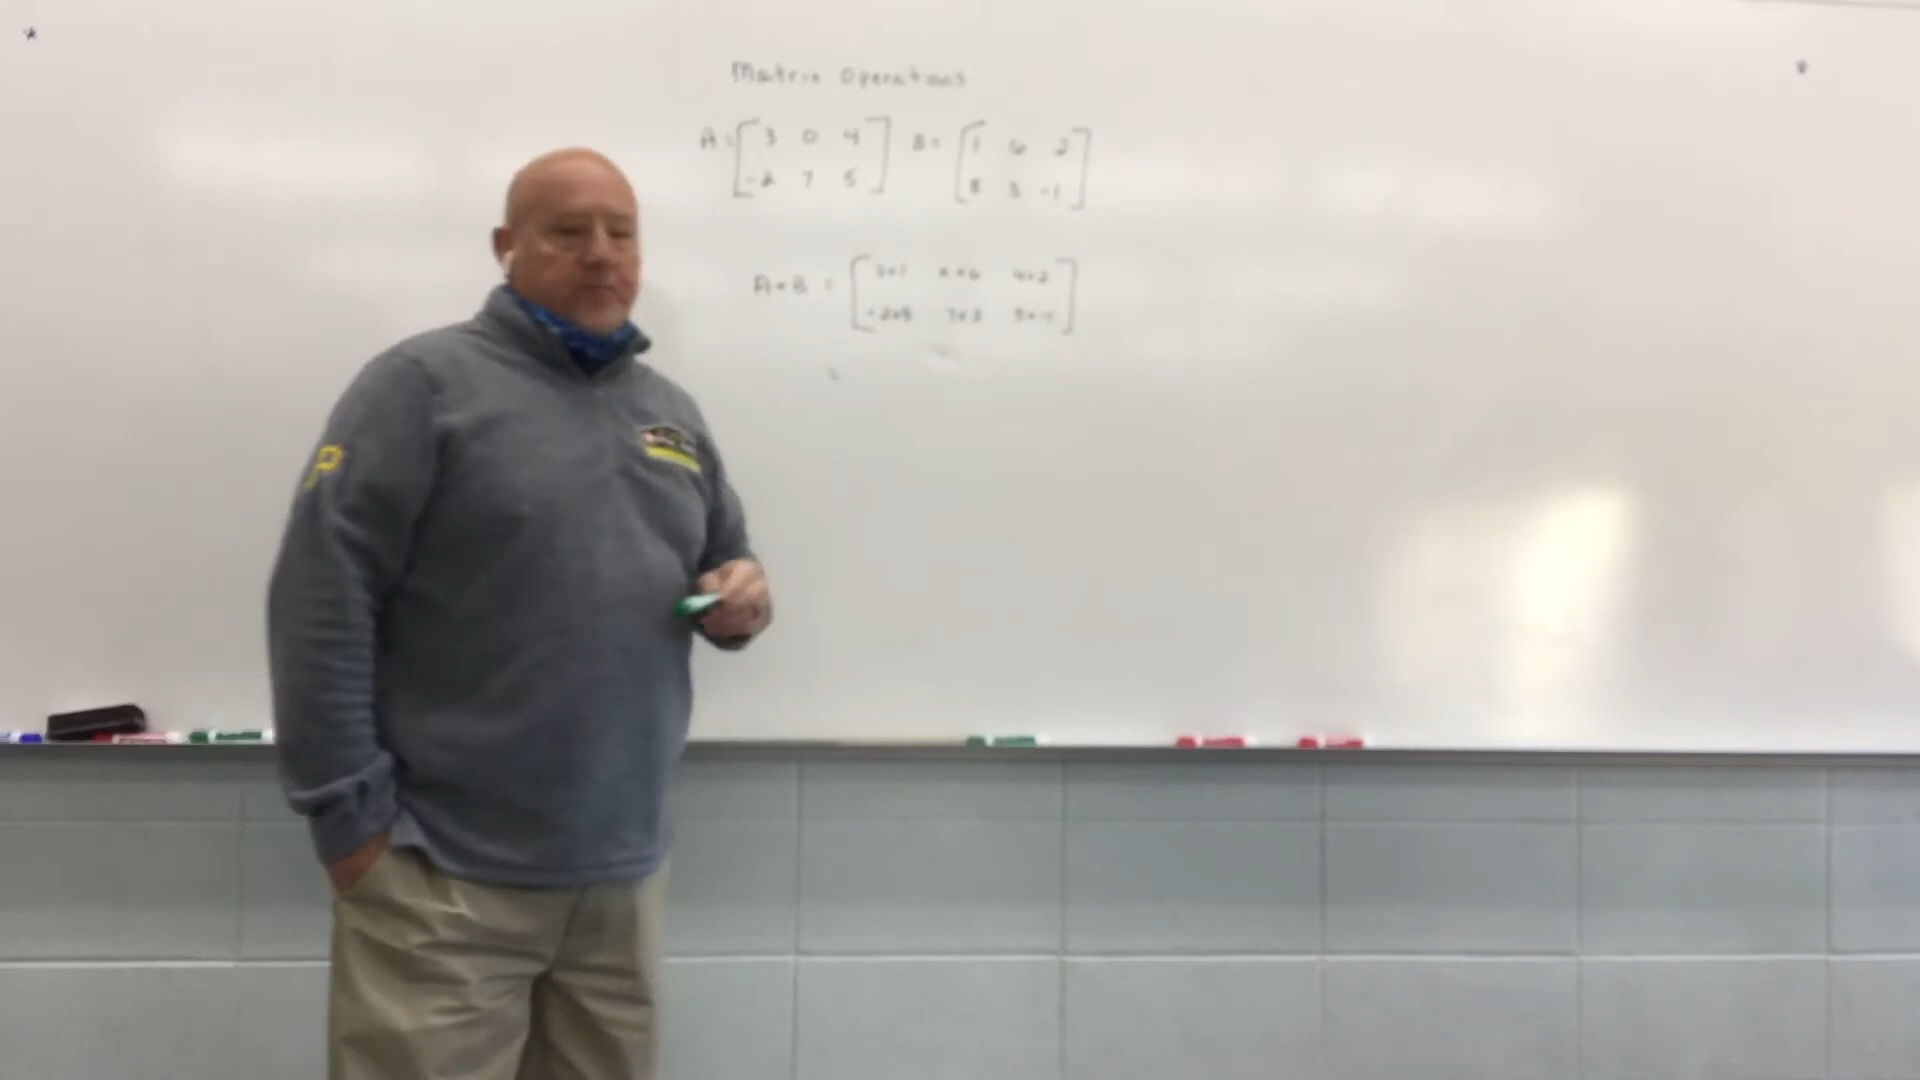 Matrix Operations
A = [ 3 0 4 B = [ 1 6 2 ]
-2 7 5 ] 8 3 -1
A+B = [ 3+1 0+6 4+2 ]
-2+8 7+3 5+-1
=
P